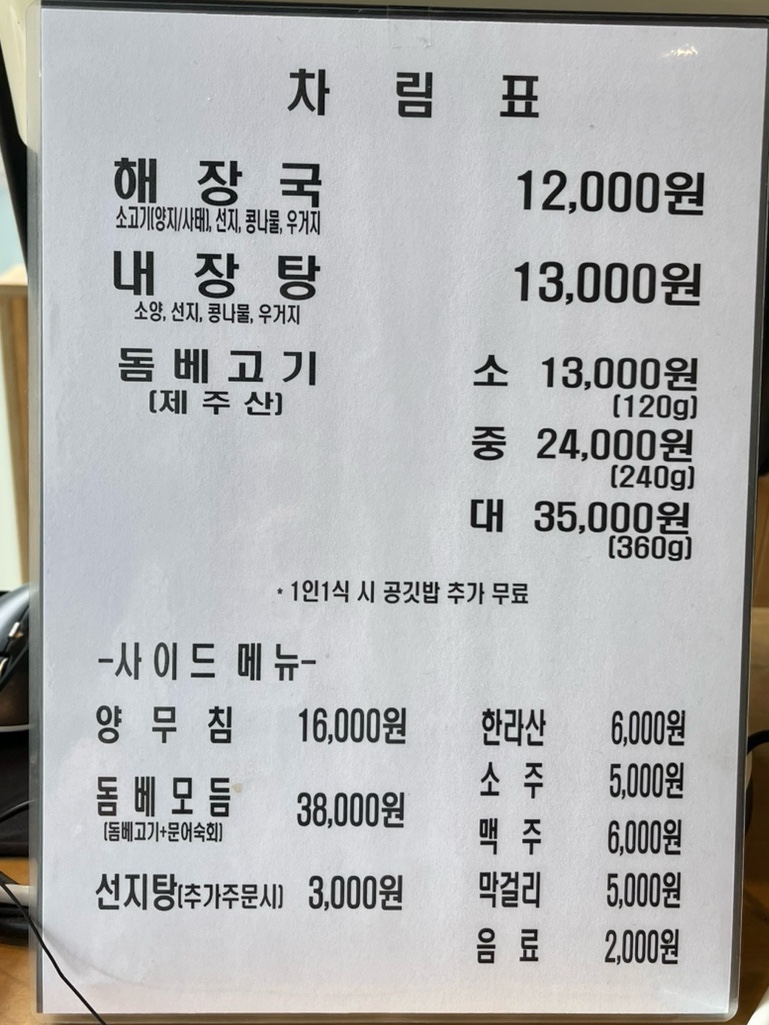 차 림 표
해 장 국 12,000원
소고기(양지/사태), 선지, 콩나물, 우거지
내 장 탕 13,000원
소양, 선지, 콩나물, 우거지
돔베고기 소 13,000원
(제 주 산) (120g)
중 24,000원
(240g)
대 35,000원
(360g)
* 1인1식 시 공깃밥 추가 무료
-사이드 메뉴-
양 무 침 16,000원
돔베모듬 38,000원
(돔베고기+문어숙회)
선지탕(추가주문시) 3,000원
한라산 6,000원
소 주 5,000원
맥 주 6,000원
막걸리 5,000원
음 료 2,000원